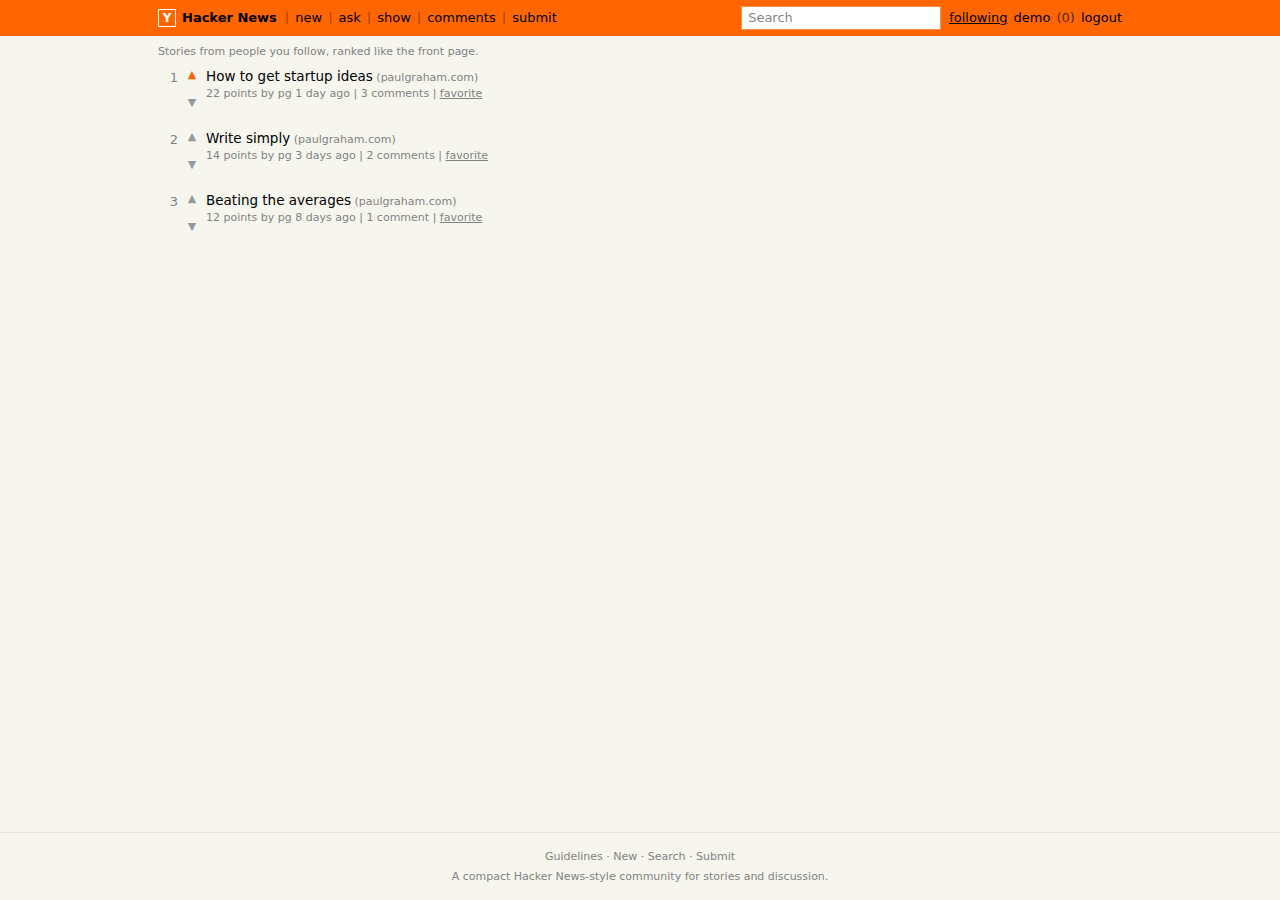 Y Hacker News | new | ask | show | comments | submit Search following demo (0) logout
Stories from people you follow, ranked like the front page.
1 ▲ How to get startup ideas (paulgraham.com)
▼ 22 points by pg 1 day ago | 3 comments | favorite
2 ▲ Write simply (paulgraham.com)
▼ 14 points by pg 3 days ago | 2 comments | favorite
3 ▲ Beating the averages (paulgraham.com)
▼ 12 points by pg 8 days ago | 1 comment | favorite
Guidelines · New · Search · Submit
A compact Hacker News-style community for stories and discussion.